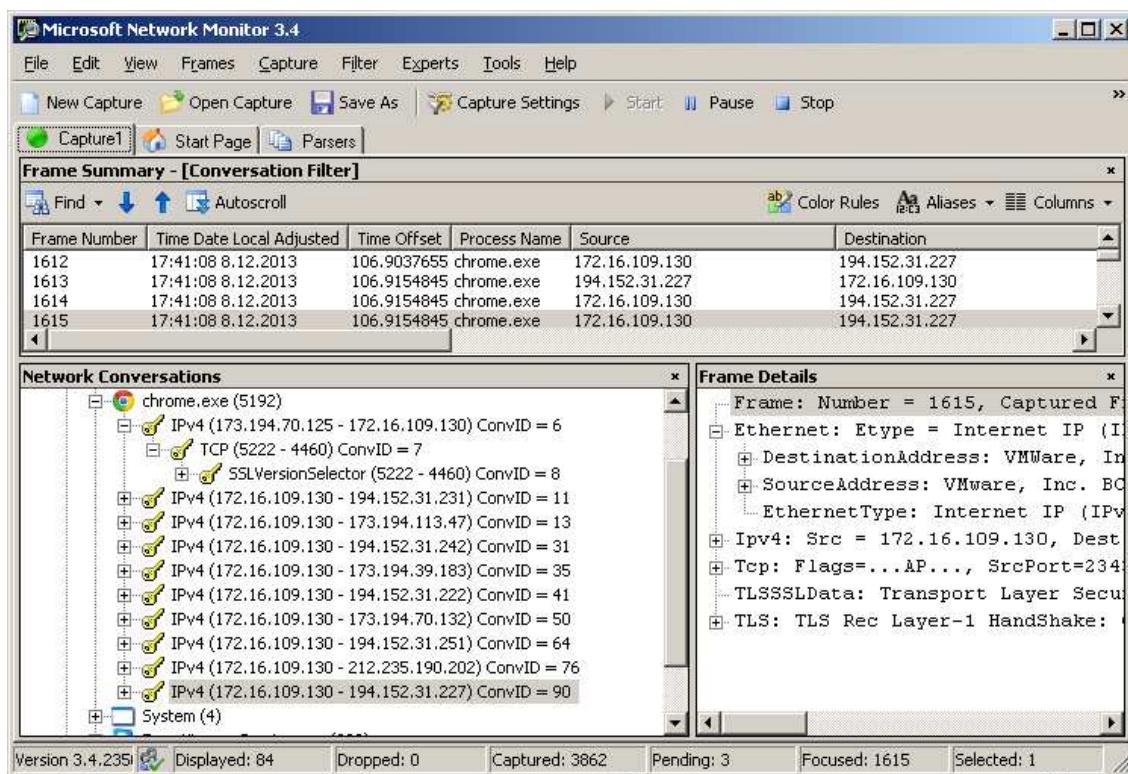 Microsoft Network Monitor 3.4
File Edit View Frames Capture Filter Experts Tools Help
New Capture Open Capture Save As Capture Settings Start Pause Stop »
Capture1 Start Page Parsers
Frame Summary - [Conversation Filter]
Find Autoscroll Color Rules Aliases Columns
Frame Number Time Date Local Adjusted Time Offset Process Name Source Destination
1612 17:41:08 8.12.2013 106.9037655 chrome.exe 172.16.109.130 194.152.31.227
1613 17:41:08 8.12.2013 106.9154845 chrome.exe 194.152.31.227 172.16.109.130
1614 17:41:08 8.12.2013 106.9154845 chrome.exe 172.16.109.130 194.152.31.227
1615 17:41:08 8.12.2013 106.9154845 chrome.exe 172.16.109.130 194.152.31.227
Network Conversations
chrome.exe (5192)
IPv4 (173.194.70.125 - 172.16.109.130) ConvID = 6
TCP (5222 - 4460) ConvID = 7
SSLVersionSelector (5222 - 4460) ConvID = 8
IPv4 (172.16.109.130 - 194.152.31.231) ConvID = 11
IPv4 (172.16.109.130 - 173.194.113.47) ConvID = 13
IPv4 (172.16.109.130 - 194.152.31.242) ConvID = 31
IPv4 (172.16.109.130 - 173.194.39.183) ConvID = 35
IPv4 (172.16.109.130 - 194.152.31.222) ConvID = 41
IPv4 (172.16.109.130 - 173.194.70.132) ConvID = 50
IPv4 (172.16.109.130 - 194.152.31.251) ConvID = 64
IPv4 (172.16.109.130 - 212.235.190.202) ConvID = 76
IPv4 (172.16.109.130 - 194.152.31.227) ConvID = 90
System (4)
Frame Details
Frame: Number = 1615, Captured F
Ethernet: Etype = Internet IP (I
DestinationAddress: VMWare, In
SourceAddress: VMware, Inc. BC
EthernetType: Internet IP (IPv
Ipv4: Src = 172.16.109.130, Dest
Tcp: Flags=...AP..., SrcPort=234
TLSSSLData: Transport Layer Secu
TLS: TLS Rec Layer-1 HandShake:
Version 3.4.235 Displayed: 84 Dropped: 0 Captured: 3862 Pending: 3 Focused: 1615 Selected: 1